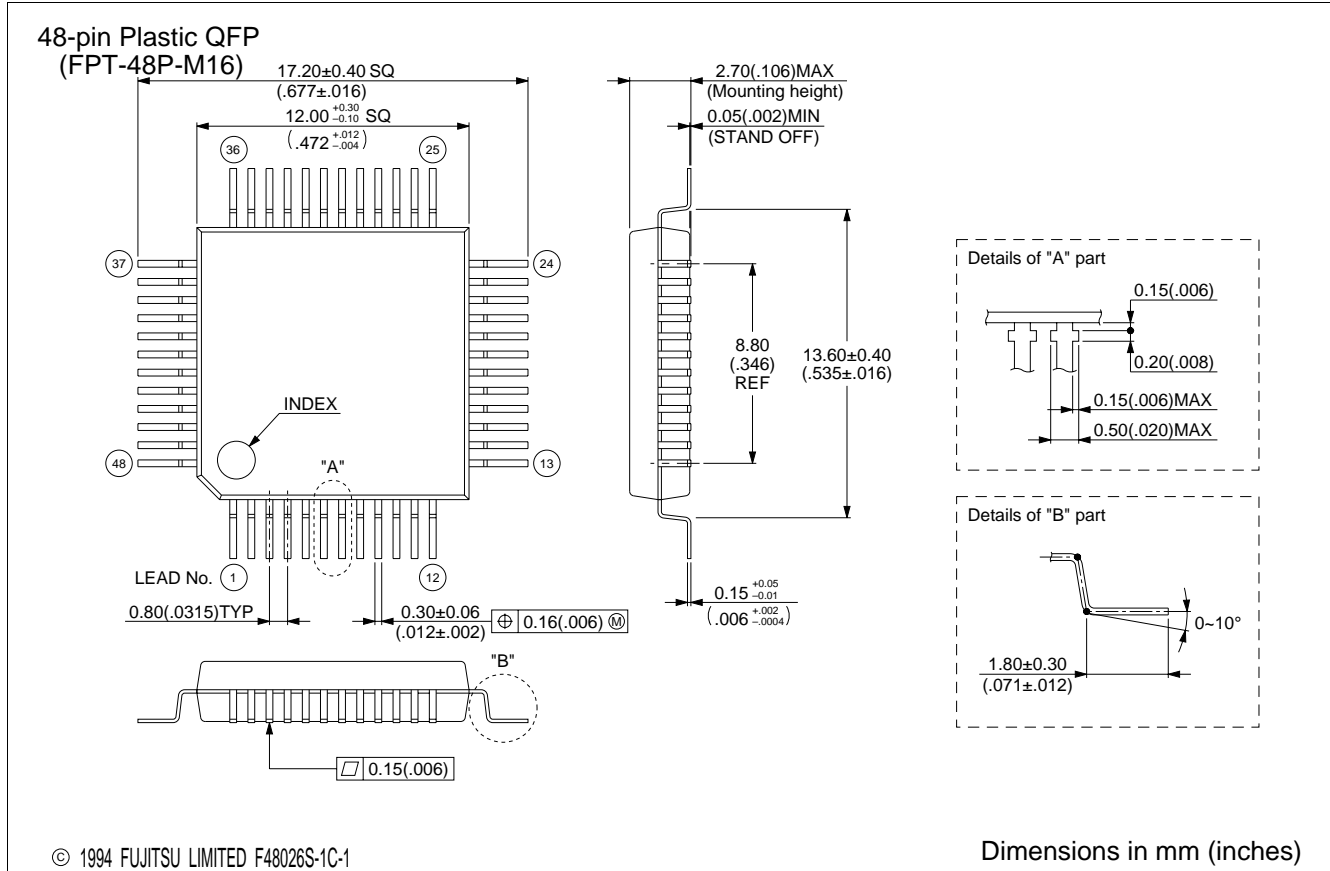 48-pin Plastic QFP
(FPT-48P-M16)
17.20±0.40 SQ
(.677±.016)
12.00 +0.30 –0.10 SQ
(.472 +.012 –.004)
36
25
37
24
48
13
INDEX
"A"
LEAD No.
1
12
0.80(.0315)TYP
0.30±0.06
(.012±.002)
⌖ 0.16(.006) Ⓜ
"B"
⏥ 0.15(.006)
2.70(.106)MAX
(Mounting height)
0.05(.002)MIN
(STAND OFF)
8.80
(.346)
REF
13.60±0.40
(.535±.016)
0.15 +0.05 –0.01
(.006 +.002 –.0004)
Details of "A" part
0.15(.006)
0.20(.008)
0.15(.006)MAX
0.50(.020)MAX
Details of "B" part
0~10°
1.80±0.30
(.071±.012)
© 1994 FUJITSU LIMITED F48026S-1C-1
Dimensions in mm (inches)